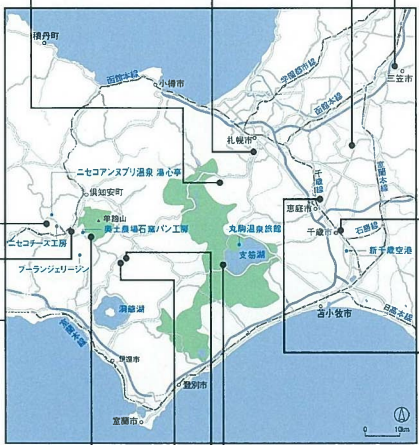 積丹町
小樽市
函館本線
学園都市線
函館本線
三笠市
札幌市
室蘭本線
ニセコアンヌプリ温泉 湯心亭
倶知安町
羊蹄山
奥土農場石窯パン工房
ニセコチーズ工房
ブーランジェリージン
丸駒温泉旅館
支笏湖
千歳線
恵庭市
千歳市
石勝線
新千歳空港
洞爺湖
室蘭本線
伊達市
苫小牧市
日高本線
登別市
室蘭市
0 10km